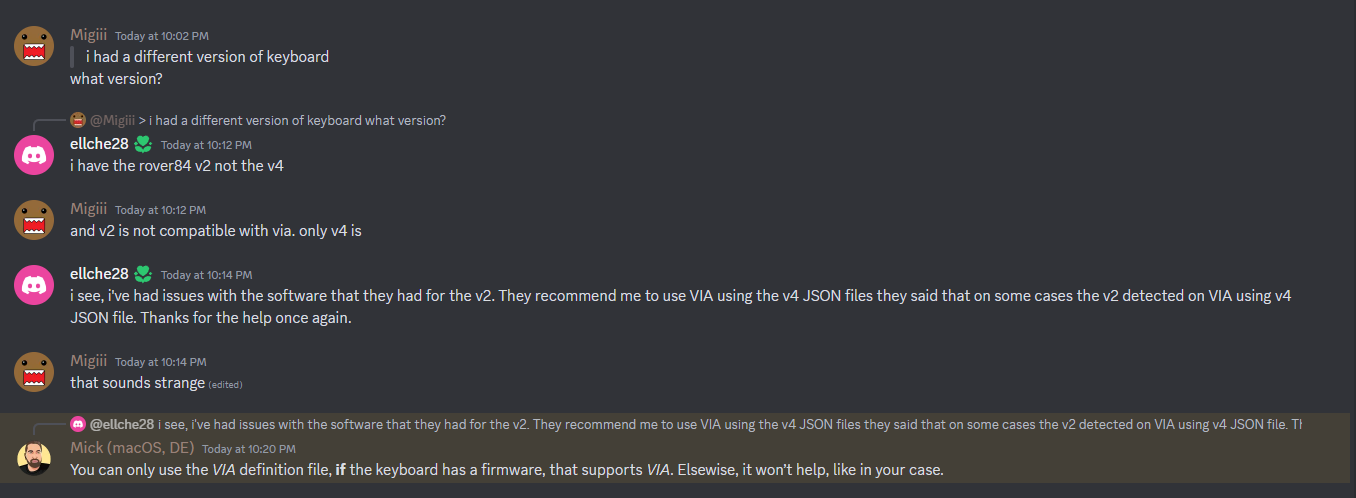 Migiii Today at 10:02 PM
i had a different version of keyboard
what version?
@Migiii > i had a different version of keyboard what version?
ellche28 Today at 10:12 PM
i have the rover84 v2 not the v4
Migiii Today at 10:12 PM
and v2 is not compatible with via. only v4 is
ellche28 Today at 10:14 PM
i see, i've had issues with the software that they had for the v2. They recommend me to use VIA using the v4 JSON files they said that on some cases the v2 detected on VIA using v4
JSON file. Thanks for the help once again.
Migiii Today at 10:14 PM
that sounds strange (edited)
@ellche28 i see, i've had issues with the software that they had for the v2. They recommend me to use VIA using the v4 JSON files they said that on some cases the v2 detected on VIA using v4 JSON file. Th
Mick (macOS, DE) Today at 10:20 PM
You can only use the VIA definition file, if the keyboard has a firmware, that supports VIA. Elsewise, it won't help, like in your case.